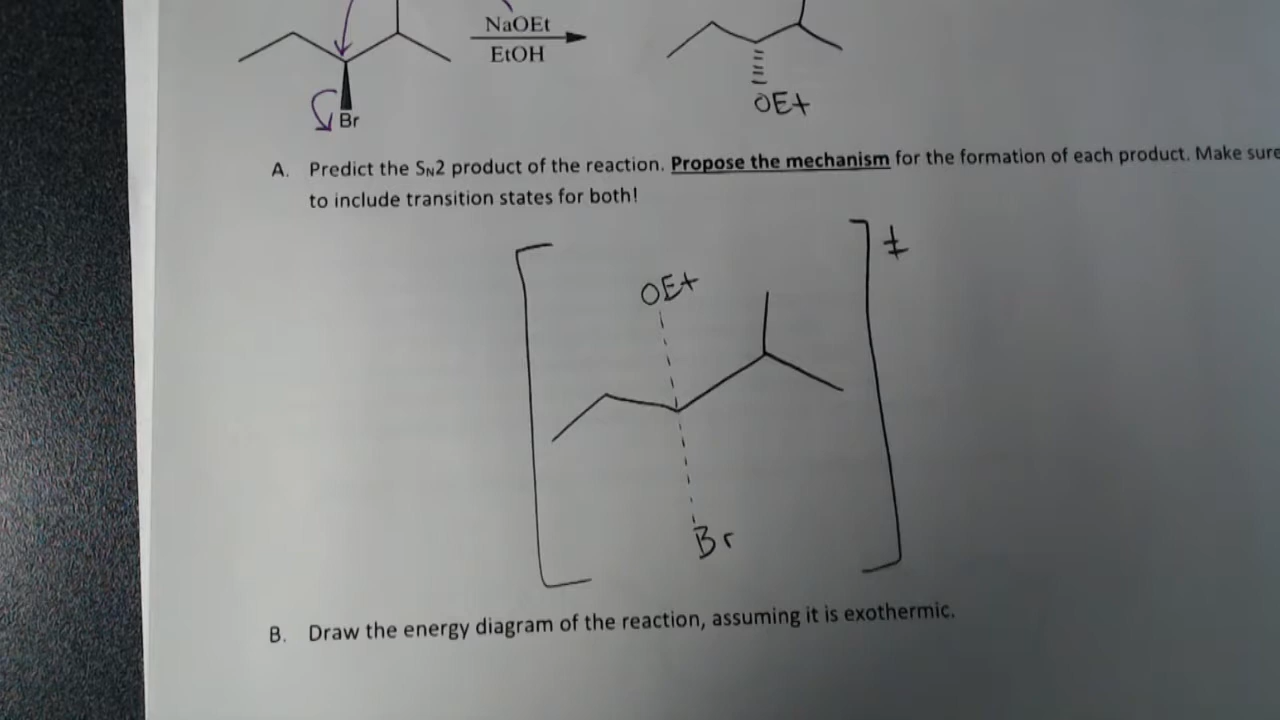 NaOEt
EtOH
Br
OEt
A. Predict the SN2 product of the reaction. Propose the mechanism for the formation of each product. Make sure
to include transition states for both!
OEt
‡
Br
B. Draw the energy diagram of the reaction, assuming it is exothermic.